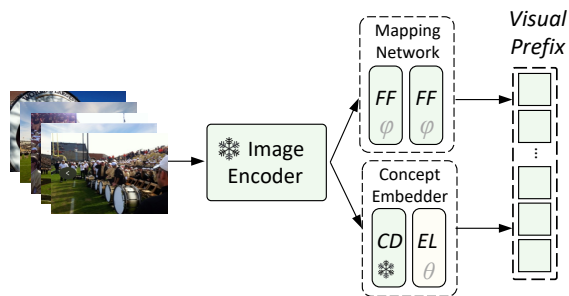 Visual
Prefix
Mapping
Network
FF FF
φ φ
Image
Encoder
Concept
Embedder
CD EL
θ
...